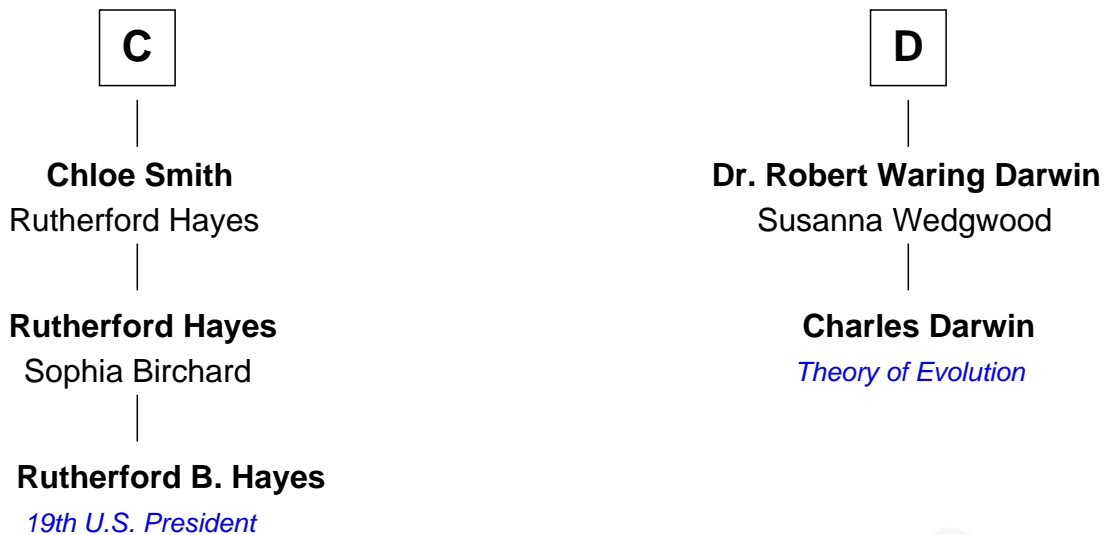 C
Chloe Smith
Rutherford Hayes
Rutherford Hayes
Sophia Birchard
Rutherford B. Hayes
19th U.S. President
D
Dr. Robert Waring Darwin
Susanna Wedgwood
Charles Darwin
Theory of Evolution